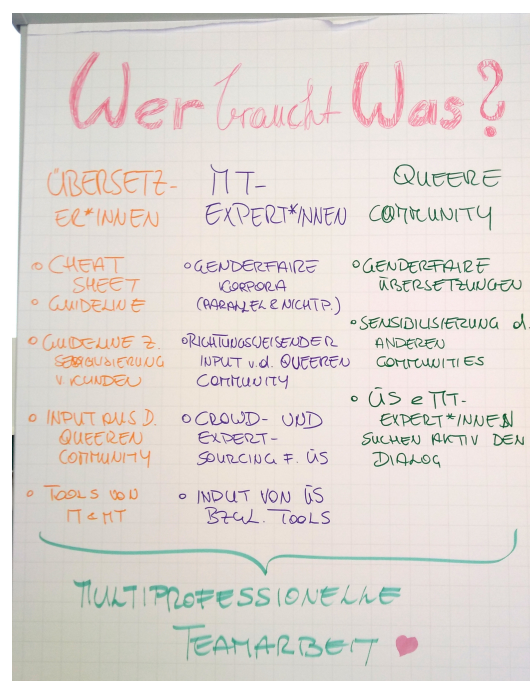 Wer braucht Was?
ÜBERSETZ-
ER*INNEN
o CHEAT
SHEET
o GUIDELINE
o GUIDELINE Z.
SENSIBILISIERUNG
V. KUNDEN
o INPUT AUS D.
QUEEREN
COMMUNITY
o TOOLS VON
IT & MT
MT-
EXPERT*INNEN
o GENDERFAIRE
KORPORA
(PARALLEL & NICHTP.)
o RICHTUNGSWEISENDER
INPUT v.d. QUEEREN
COMMUNITY
o CROWD- UND
EXPERT-
SOURCING F. ÜS
o INPUT VON ÜS
BZGL. TOOLS
QUEERE
COMMUNITY
o GENDERFAIRE
ÜBERSETZUNGEN
o SENSIBILISIERUNG d.
ANDEREN
COMMUNITIES
o ÜS & MT-
EXPERT*INNEN
SUCHEN AKTIV DEN
DIALOG
MULTIPROFESSIONELLE
TEAMARBEIT